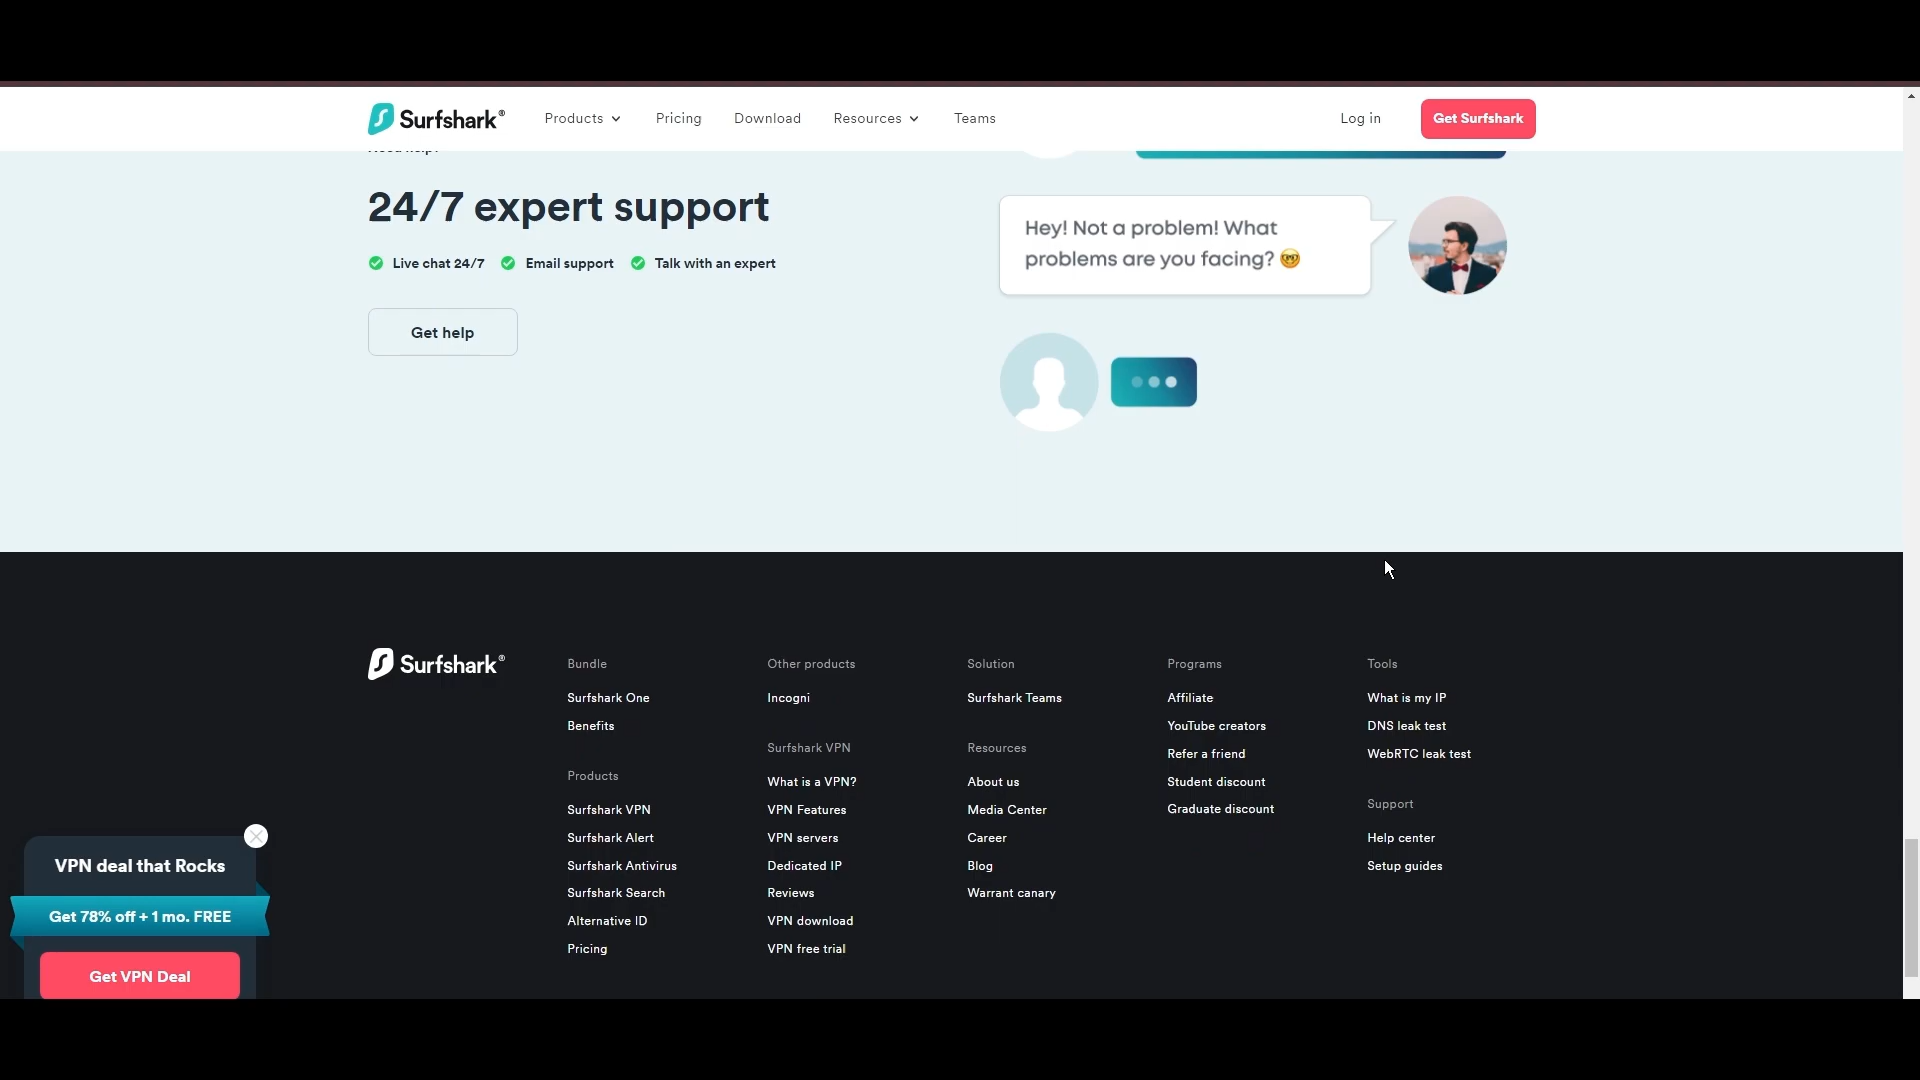 Surfshark®
Products
Pricing
Download
Resources
Teams
Log in
Get Surfshark
24/7 expert support
Live chat 24/7
Email support
Talk with an expert
Get help
Hey! Not a problem! What
problems are you facing? 🤓
Surfshark®
Bundle
Surfshark One
Benefits
Products
Surfshark VPN
Surfshark Alert
Surfshark Antivirus
Surfshark Search
Alternative ID
Pricing
Other products
Incogni
Surfshark VPN
What is a VPN?
VPN Features
VPN servers
Dedicated IP
Reviews
VPN download
VPN free trial
Solution
Surfshark Teams
Resources
About us
Media Center
Career
Blog
Warrant canary
Programs
Affiliate
YouTube creators
Refer a friend
Student discount
Graduate discount
Tools
What is my IP
DNS leak test
WebRTC leak test
Support
Help center
Setup guides
VPN deal that Rocks
Get 78% off + 1 mo. FREE
Get VPN Deal